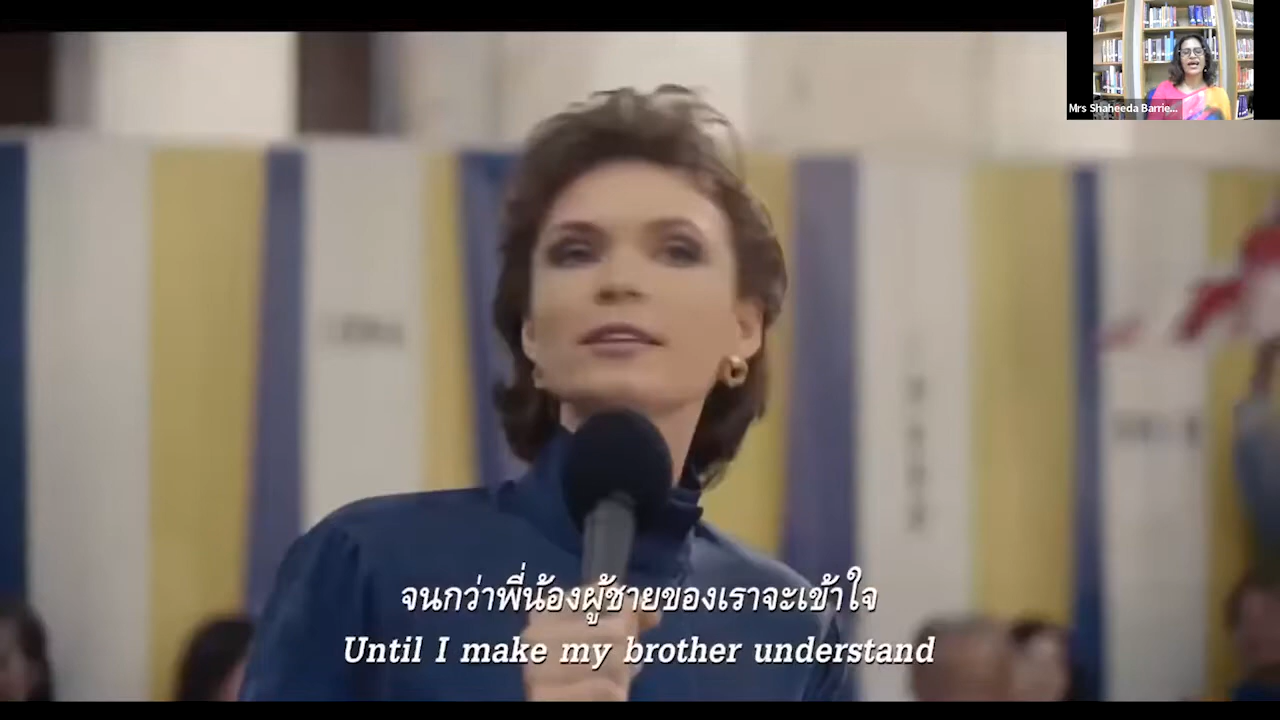 Mrs Shaheeda Barrie...
จนกว่าพี่น้องผู้ชายของเราจะเข้าใจ
Until I make my brother understand